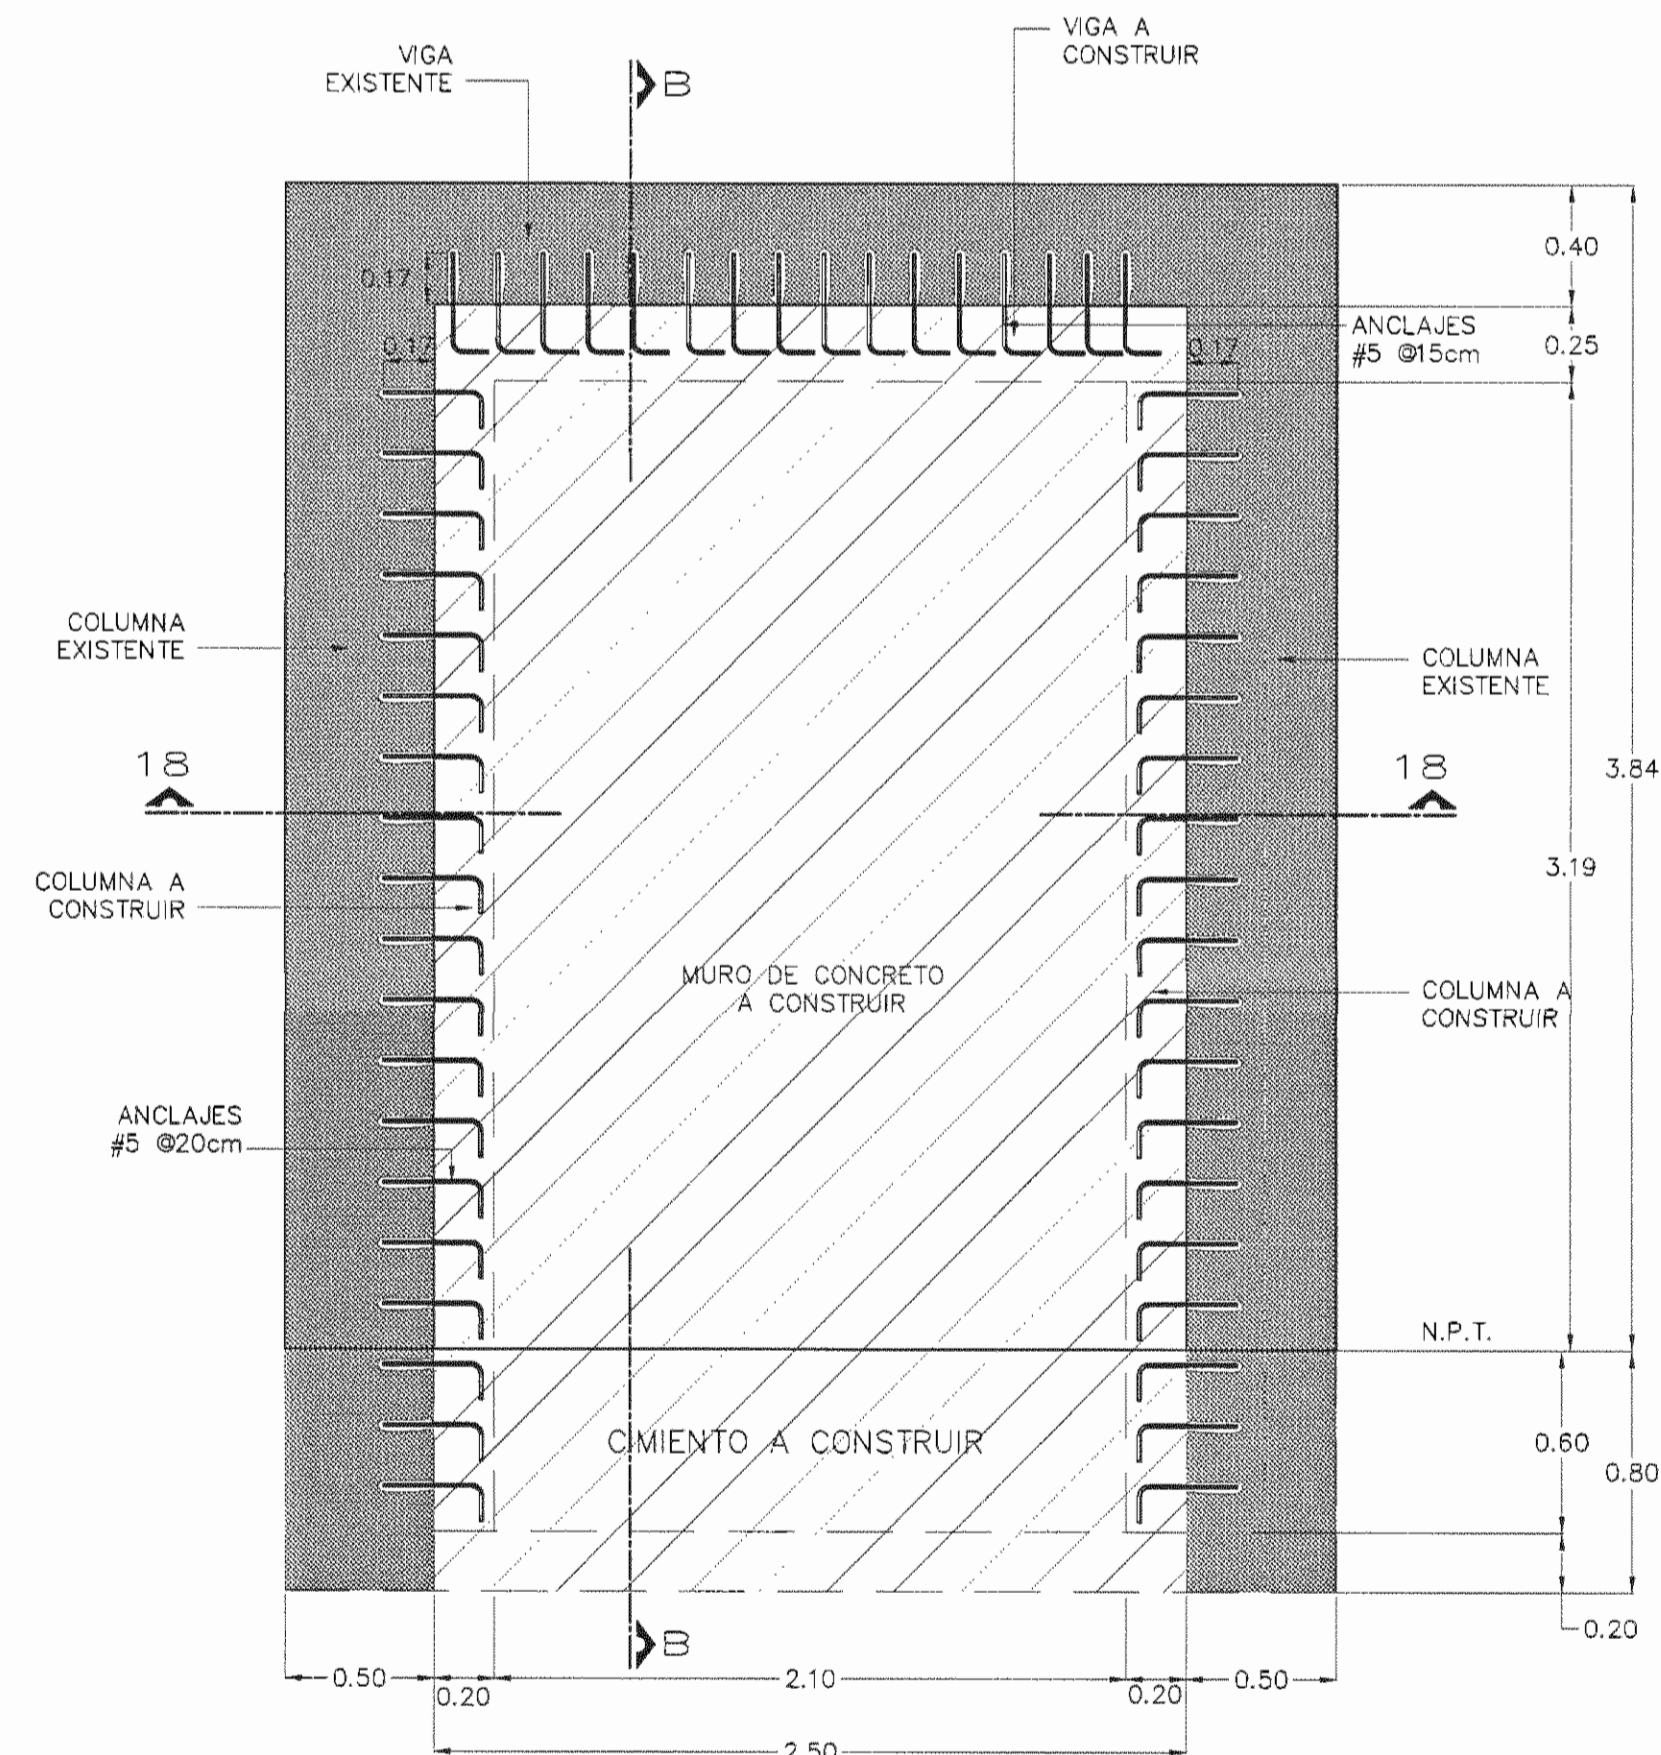 VIGA A
CONSTRUIR
VIGA
EXISTENTE
B
0.40
0.17
ANCLAJES
#5 @15cm
0.25
0.17
0.17
COLUMNA
EXISTENTE
COLUMNA
EXISTENTE
18
18
3.84
3.19
COLUMNA A
CONSTRUIR
MURO DE CONCRETO
A CONSTRUIR
COLUMNA A
CONSTRUIR
ANCLAJES
#5 @20cm
N.P.T.
CIMIENTO A CONSTRUIR
0.60
0.80
0.20
B
0.50
0.20
2.10
0.20
0.50
2.50